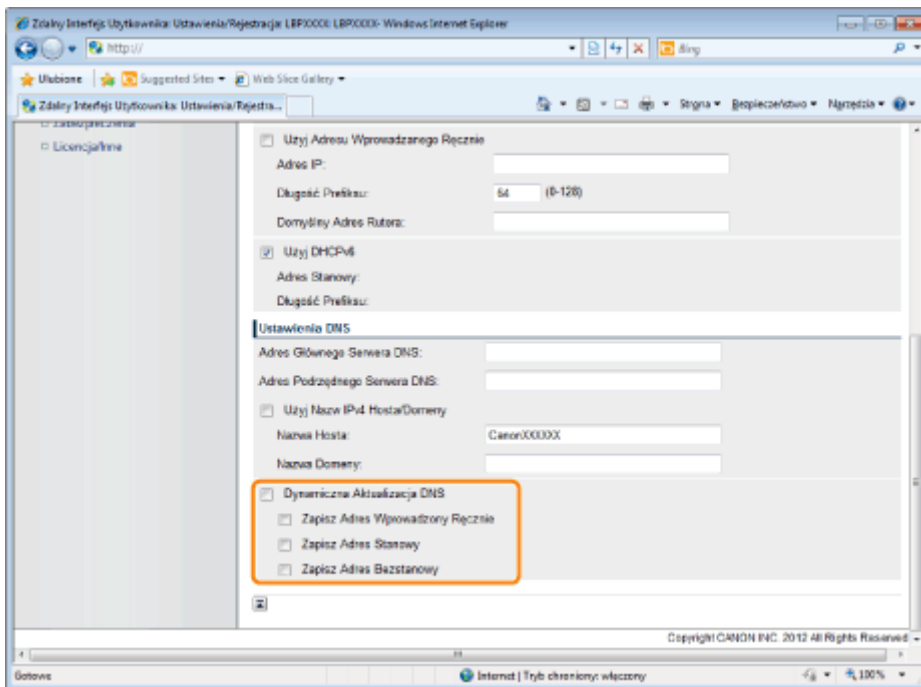 Zdalny Interfejs Użytkownika: Ustawienia/Rejestracja: LBPXXXX: LBPXXXX- Windows Internet Explorer
http://
Bing
Ulubione Suggested Sites Web Slice Gallery
Zdalny Interfejs Użytkownika: Ustawienia/Rejestra... Strona Bezpieczeństwo Narzędzia
Zabezpieczenia
Licencja/Inne
Użyj Adresu Wprowadzanego Ręcznie
Adres IP:
Długość Prefiksu: 64 (0-128)
Domyślny Adres Rutera:
Użyj DHCPv6
Adres Stanowy:
Długość Prefiksu:
Ustawienia DNS
Adres Głównego Serwera DNS:
Adres Podrzędnego Serwera DNS:
Użyj Nazw IPv4 Hosta/Domeny
Nazwa Hosta: CanonXXXXXX
Nazwa Domeny:
Dynamiczna Aktualizacja DNS
Zapisz Adres Wprowadzony Ręcznie
Zapisz Adres Stanowy
Zapisz Adres Bezstanowy
Copyright CANON INC. 2012 All Rights Reserved
Gotowe Internet | Tryb chroniony: włączony 100%